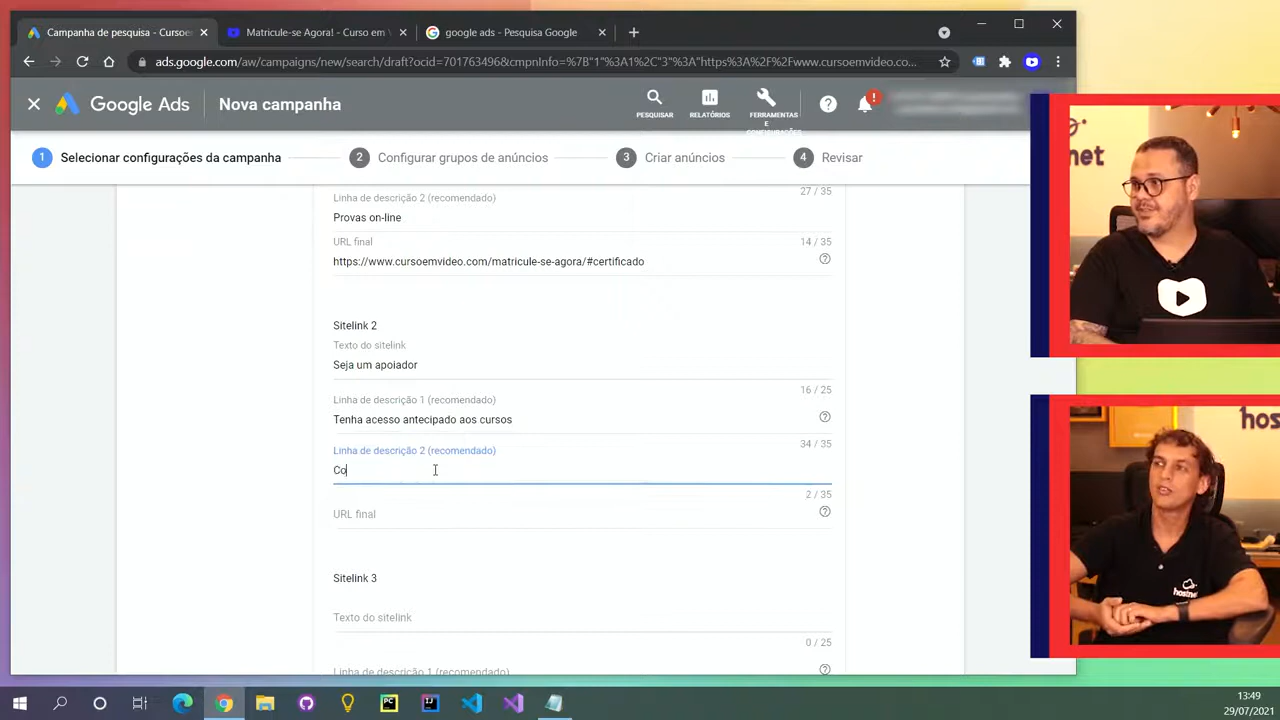 Campanha de pesquisa - Cursoe
Matricule-se Agora! - Curso em V
google ads - Pesquisa Google
ads.google.com/aw/campaigns/new/search/draft?ocid=701763496&cmpnInfo=%7B"1"%3A1%2C"3"%3A"https%3A%2F%2Fwww.cursoemvideo.co...
Google Ads
Nova campanha
PESQUISAR
RELATÓRIOS
FERRAMENTAS
E
CONFIGURAÇÕES
1 Selecionar configurações da campanha
2 Configurar grupos de anúncios
3 Criar anúncios
4 Revisar
27 / 35
Linha de descrição 2 (recomendado)
Provas on-line
14 / 35
URL final
https://www.cursoemvideo.com/matricule-se-agora/#certificado
Sitelink 2
Texto do sitelink
Seja um apoiador
16 / 25
Linha de descrição 1 (recomendado)
Tenha acesso antecipado aos cursos
34 / 35
Linha de descrição 2 (recomendado)
Co
2 / 35
URL final
Sitelink 3
Texto do sitelink
0 / 25
Linha de descrição 1 (recomendado)
net
hostnet
hostnet
13:49
29/07/2021